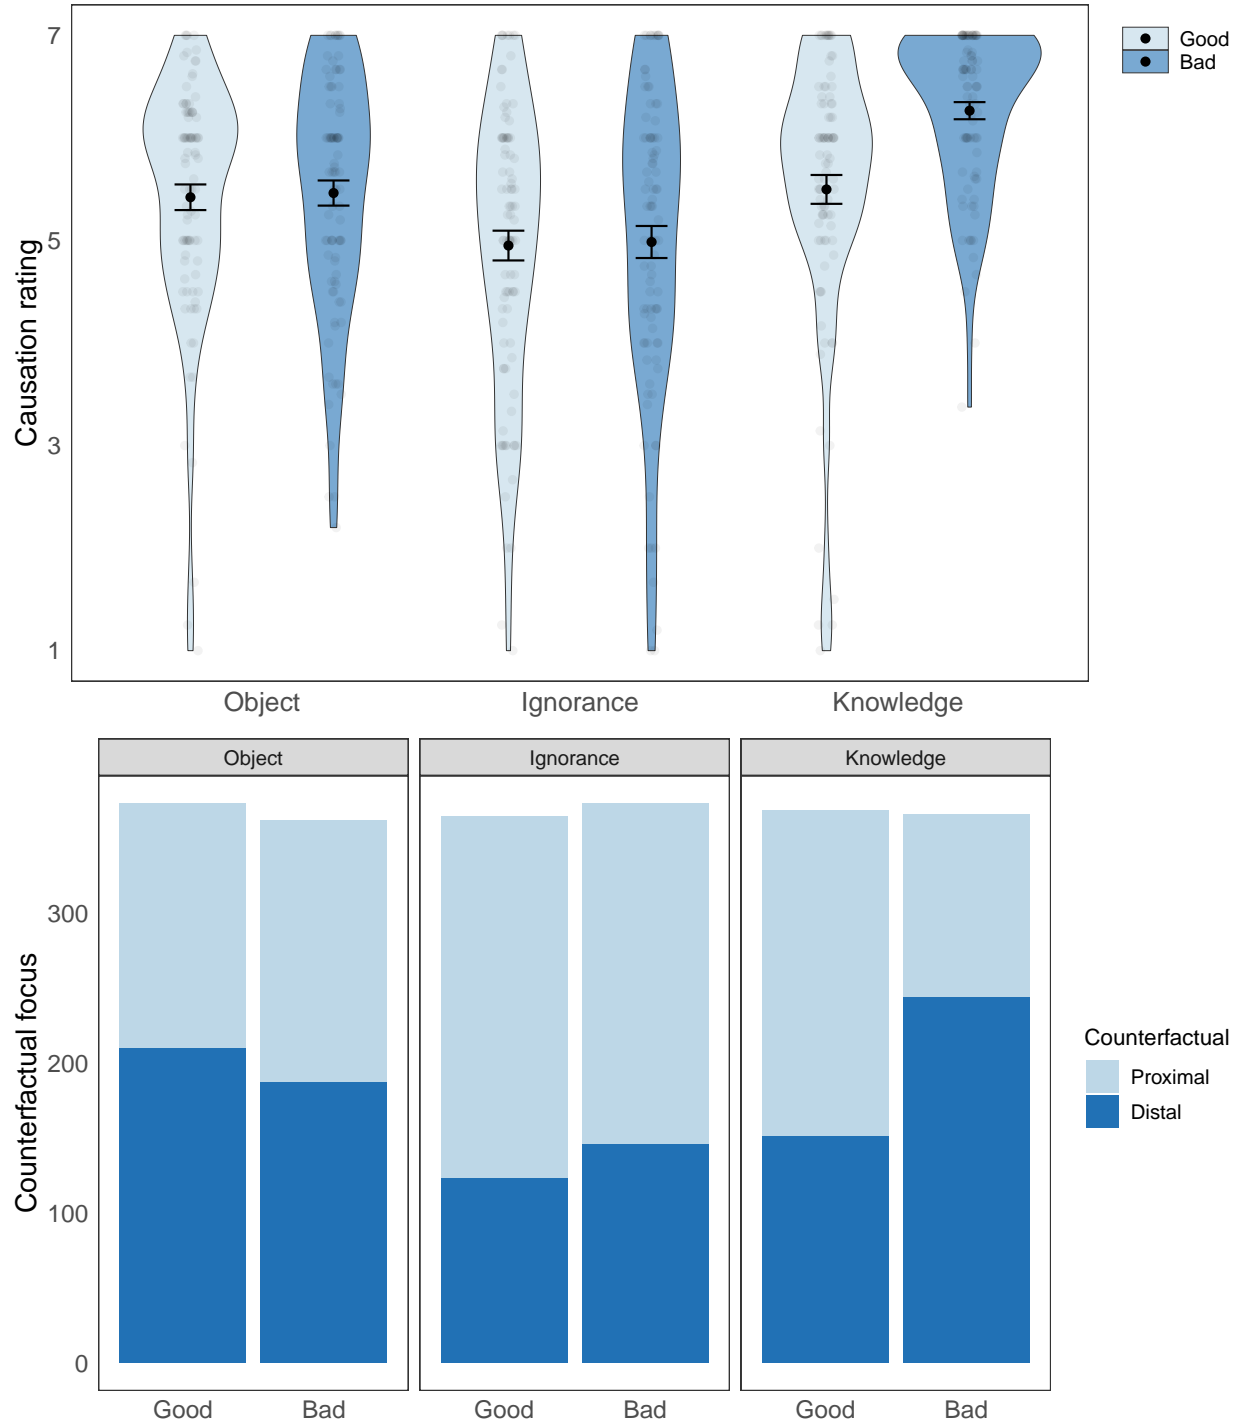 7
5
3
1
Causation rating
Object
Ignorance
Knowledge
Good
Bad
Object
Ignorance
Knowledge
300
200
100
0
Counterfactual focus
Good
Bad
Good
Bad
Good
Bad
Counterfactual
Proximal
Distal